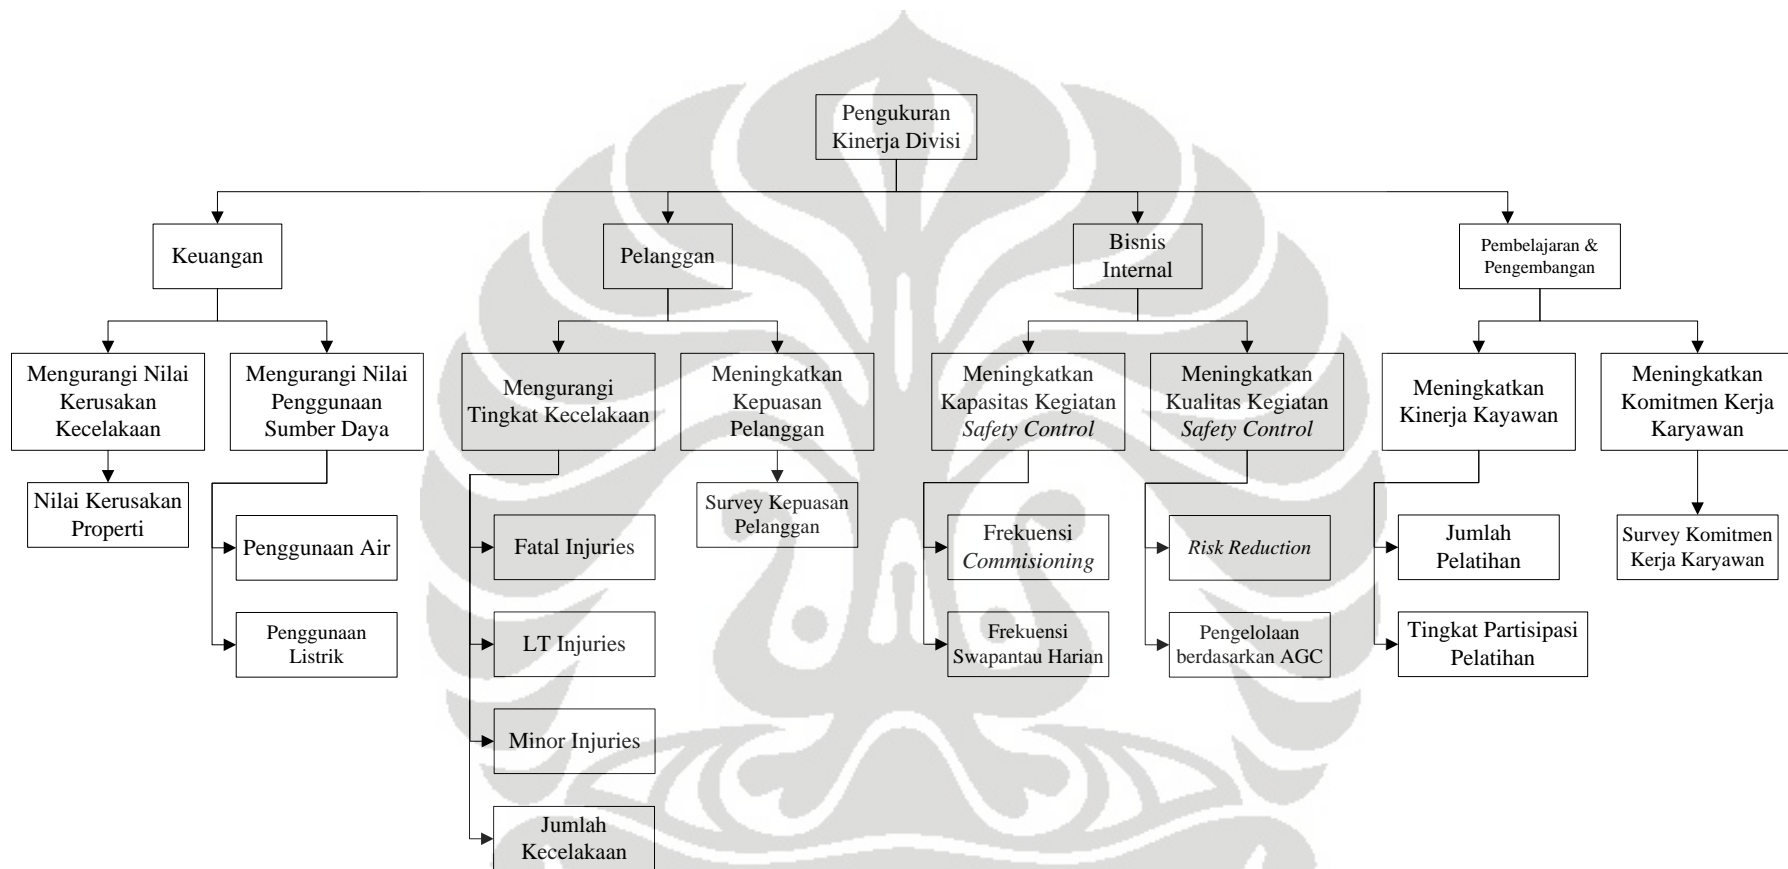 Pengukuran
Kinerja Divisi
Keuangan
Pelanggan
Bisnis
Internal
Pembelajaran &
Pengembangan
Mengurangi Nilai
Kerusakan
Kecelakaan
Mengurangi Nilai
Penggunaan
Sumber Daya
Mengurangi
Tingkat Kecelakaan
Meningkatkan
Kepuasan
Pelanggan
Meningkatkan
Kapasitas Kegiatan
Safety Control
Meningkatkan
Kualitas Kegiatan
Safety Control
Meningkatkan
Kinerja Kayawan
Meningkatkan
Komitmen Kerja
Karyawan
Nilai Kerusakan
Properti
Penggunaan Air
Penggunaan
Listrik
Fatal Injuries
LT Injuries
Minor Injuries
Jumlah
Kecelakaan
Survey Kepuasan
Pelanggan
Frekuensi
Commisioning
Frekuensi
Swapantau Harian
Risk Reduction
Pengelolaan
berdasarkan AGC
Jumlah
Pelatihan
Tingkat Partisipasi
Pelatihan
Survey Komitmen
Kerja Karyawan